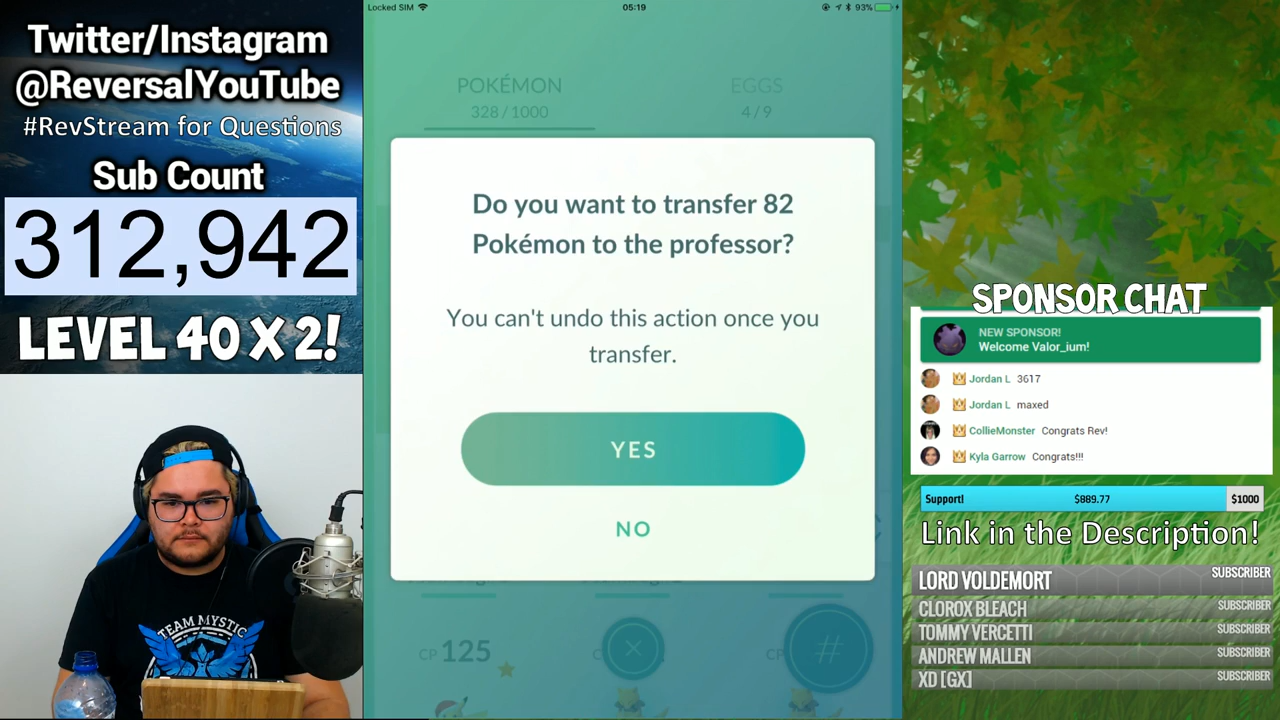 Twitter/Instagram
@ReversalYouTube
#RevStream for Questions
Sub Count
312,942
LEVEL 40 X 2!
TEAM MYSTIC
Locked SIM
05:19
93%
POKÉMON
328 / 1000
EGGS
4 / 9
Do you want to transfer 82
Pokémon to the professor?
You can't undo this action once you
transfer.
YES
NO
CP 125
CP
#
SPONSOR CHAT
NEW SPONSOR!
Welcome Valor_ium!
Jordan L 3617
Jordan L maxed
CollieMonster Congrats Rev!
Kyla Garrow Congrats!!!
Support! $889.77 $1000
Link in the Description!
LORD VOLDEMORT SUBSCRIBER
CLOROX BLEACH SUBSCRIBER
TOMMY VERCETTI SUBSCRIBER
ANDREW MALLEN SUBSCRIBER
XD [GX] SUBSCRIBER